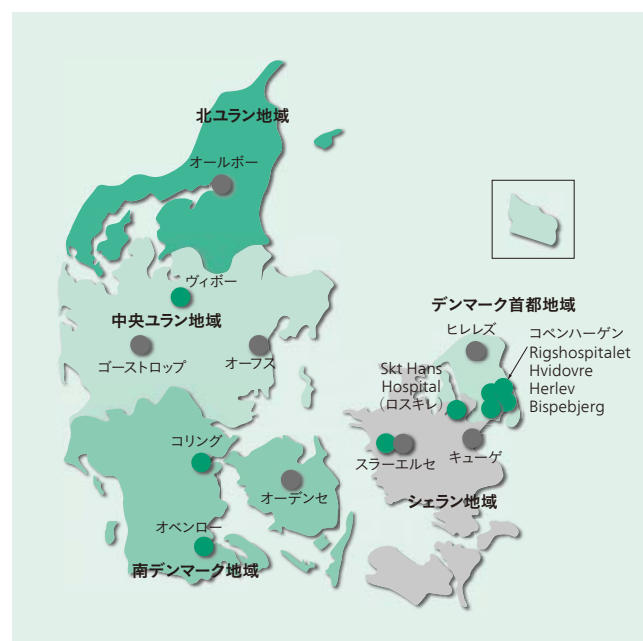 北ユラン地域
オールボー
ヴィボー
中央ユラン地域
ゴーストロップ
オーフス
コリング
オーデンセ
オベンロー
南デンマーク地域
デンマーク首都地域
ヒレレズ
コペンハーゲン
Rigshospitalet
Hvidovre
Herlev
Bispebjerg
Skt Hans
Hospital
（ロスキレ）
スラーエルセ
キューゲ
シェラン地域